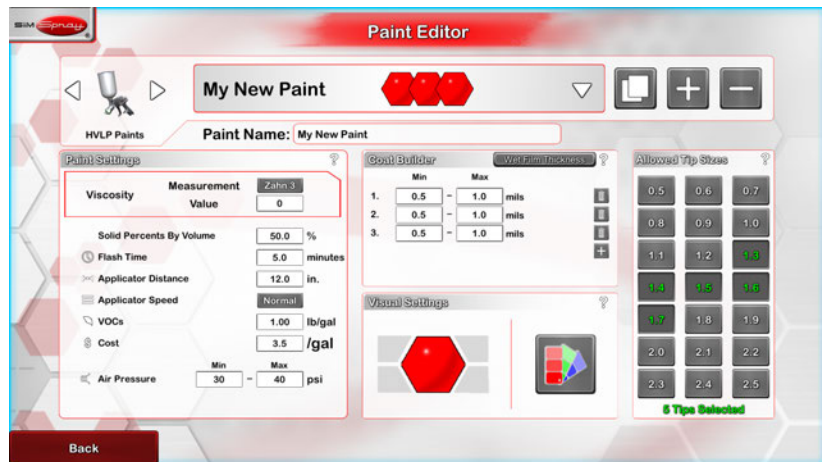 SiM Spray
Paint Editor
My New Paint
HVLP Paints
Paint Name: My New Paint
Paint Settings ?
Viscosity
Measurement Zahn 3
Value 0
Solid Percents By Volume 50.0 %
Flash Time 5.0 minutes
Applicator Distance 12.0 in.
Applicator Speed Normal
VOCs 1.00 lb/gal
Cost 3.5 /gal
Min Max
Air Pressure 30 - 40 psi
Coat Builder Wet Film Thickness ?
Min Max
1. 0.5 - 1.0 mils
2. 0.5 - 1.0 mils
3. 0.5 - 1.0 mils
Visual Settings ?
Allowed Tip Sizes ?
0.5 0.6 0.7
0.8 0.9 1.0
1.1 1.2 1.3
1.4 1.5 1.6
1.7 1.8 1.9
2.0 2.1 2.2
2.3 2.4 2.5
5 Tips Selected
Back